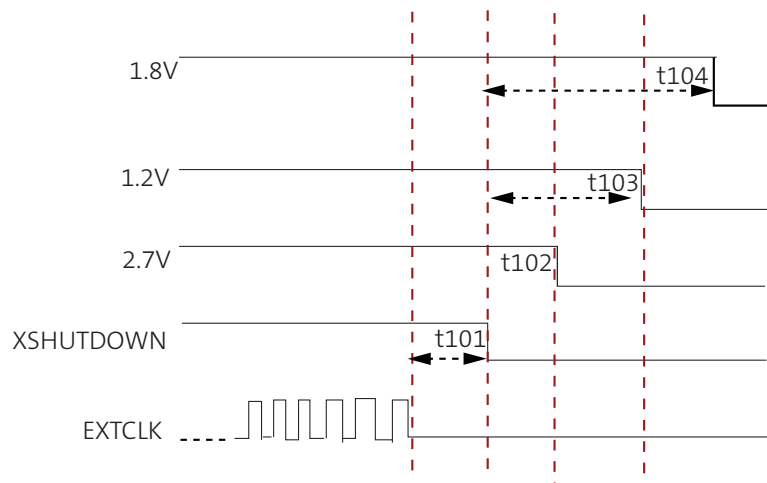 1.8V
t104
1.2V
t103
2.7V
t102
XSHUTDOWN
t101
EXTCLK